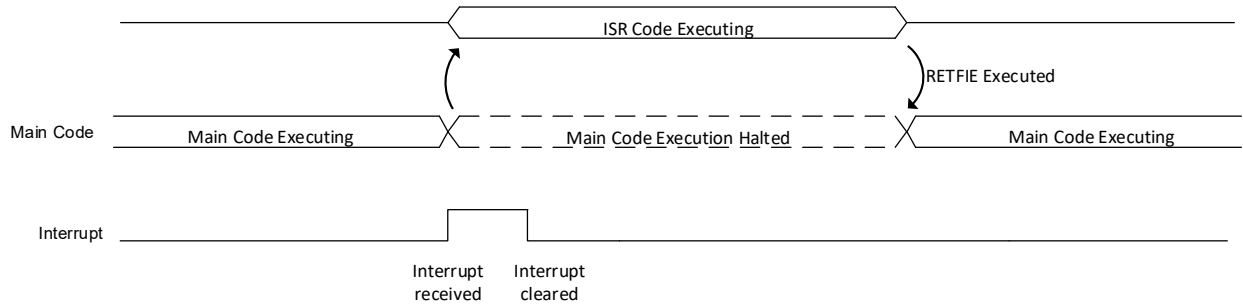 ISR Code Executing
RETFIE Executed
Main Code
Main Code Executing
Main Code Execution Halted
Main Code Executing
Interrupt
Interrupt
received
Interrupt
cleared